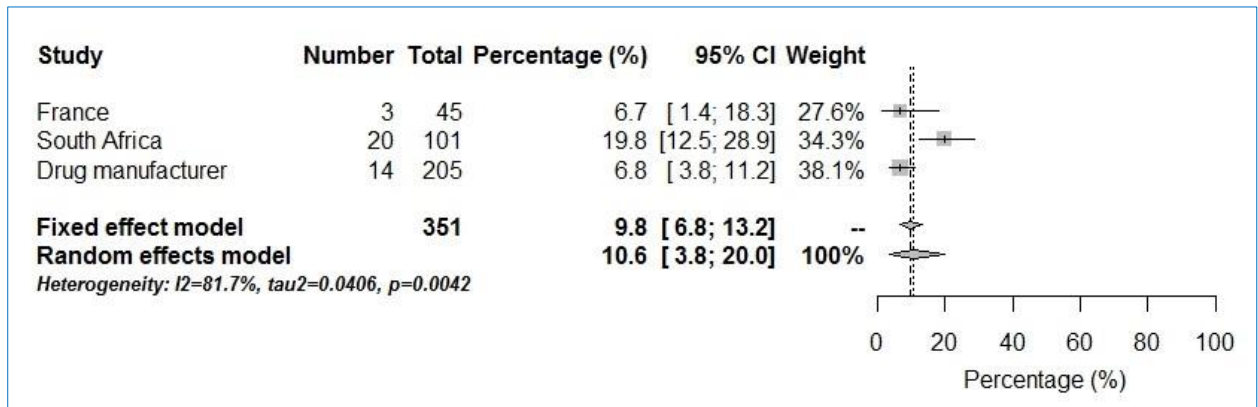 Study Number Total Percentage (%) 95% CI Weight
France 3 45 6.7 [ 1.4; 18.3] 27.6%
South Africa 20 101 19.8 [12.5; 28.9] 34.3%
Drug manufacturer 14 205 6.8 [ 3.8; 11.2] 38.1%
Fixed effect model 351 9.8 [ 6.8; 13.2] --
Random effects model 10.6 [ 3.8; 20.0] 100%
Heterogeneity: I2=81.7%, tau2=0.0406, p=0.0042
0 20 40 60 80 100
Percentage (%)